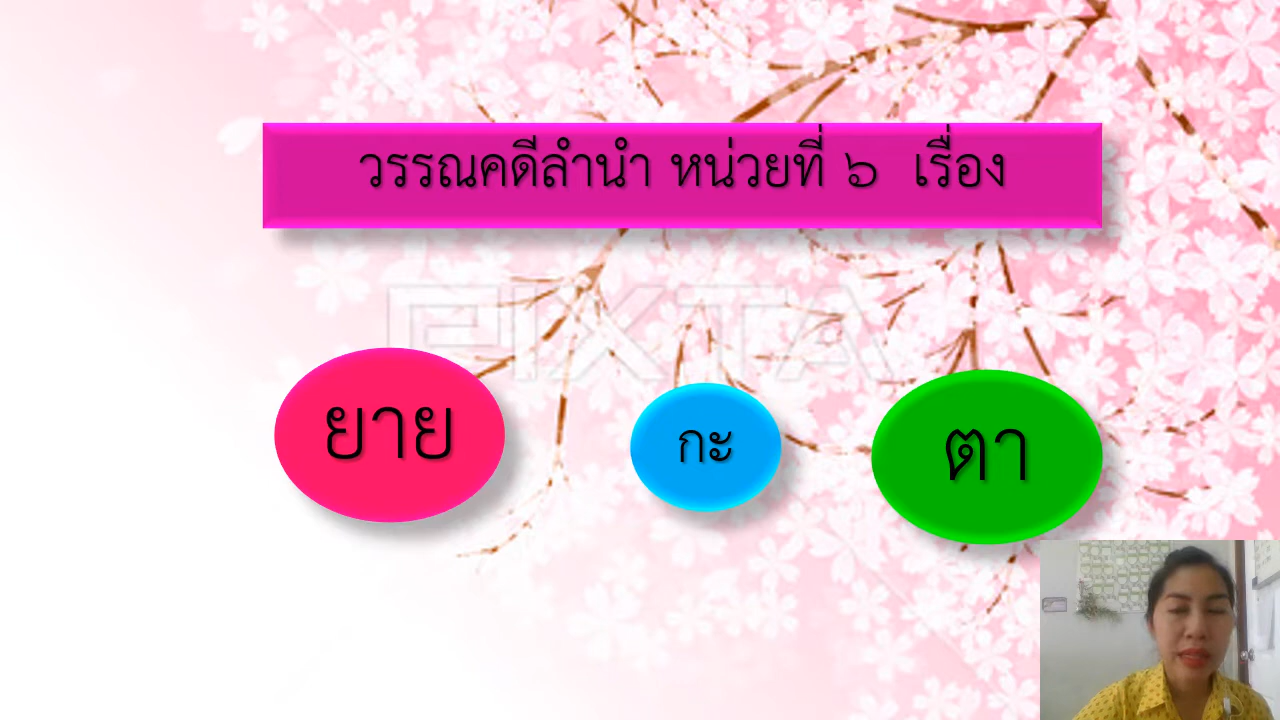 วรรณคดีลำนำ หน่วยที่ ๖ เรื่อง
PIXTA
ยาย กะ ตา